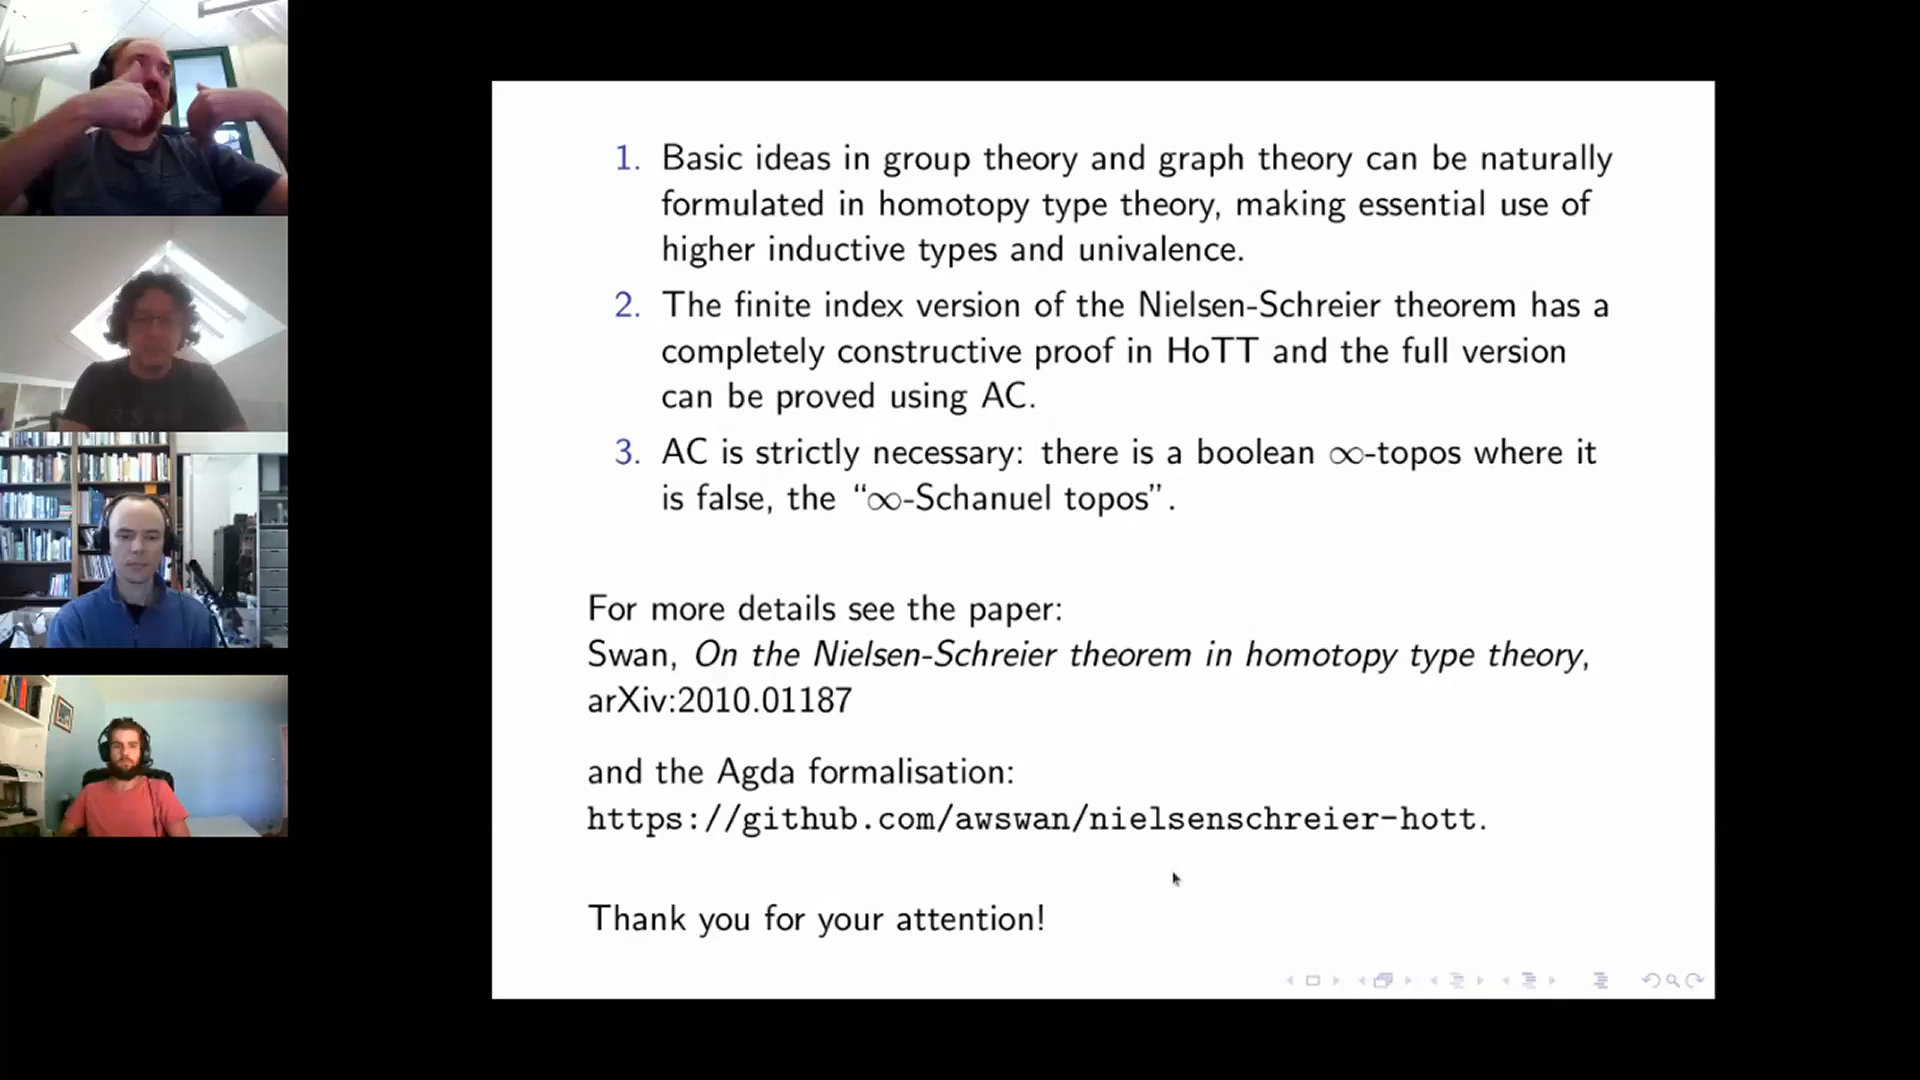 1. Basic ideas in group theory and graph theory can be naturally
formulated in homotopy type theory, making essential use of
higher inductive types and univalence.
2. The finite index version of the Nielsen-Schreier theorem has a
completely constructive proof in HoTT and the full version
can be proved using AC.
3. AC is strictly necessary: there is a boolean ∞-topos where it
is false, the “∞-Schanuel topos”.
For more details see the paper:
Swan, On the Nielsen-Schreier theorem in homotopy type theory,
arXiv:2010.01187
and the Agda formalisation:
https://github.com/awswan/nielsenschreier-hott.
Thank you for your attention!